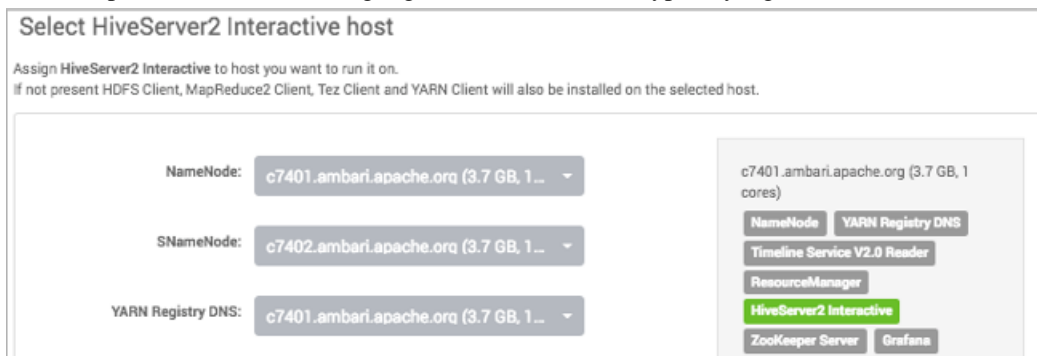 Select HiveServer2 Interactive host
Assign HiveServer2 Interactive to host you want to run it on.
If not present HDFS Client, MapReduce2 Client, Tez Client and YARN Client will also be installed on the selected host.
NameNode:
c7401.ambari.apache.org (3.7 GB, 1...
SNameNode:
c7402.ambari.apache.org (3.7 GB, 1...
YARN Registry DNS:
c7401.ambari.apache.org (3.7 GB, 1...
c7401.ambari.apache.org (3.7 GB, 1
cores)
NameNode YARN Registry DNS
Timeline Service V2.0 Reader
ResourceManager
HiveServer2 Interactive
ZooKeeper Server Grafana